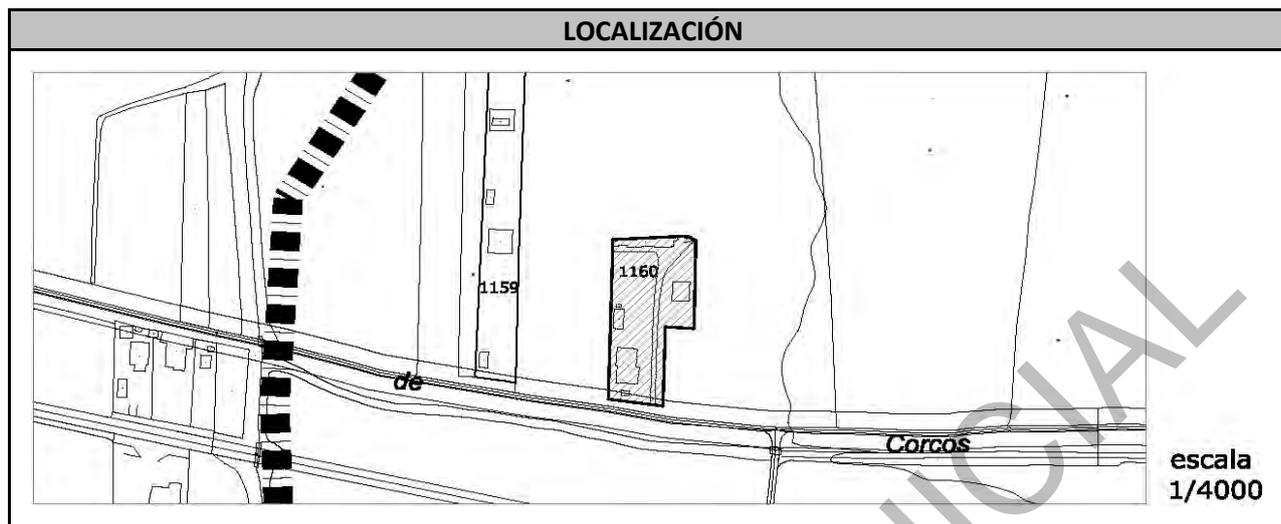 LOCALIZACIÓN
1160
1159
de
Corcos
escala
1/4000